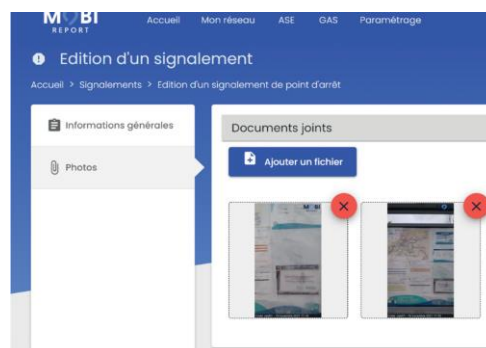 MOBI
REPORT
Accueil Mon réseau ASE GAS Paramétrage
Edition d'un signalement
Accueil > Signalements > Edition d'un signalement de point d'arrêt
Informations générales
Photos
Documents joints
Ajouter un fichier